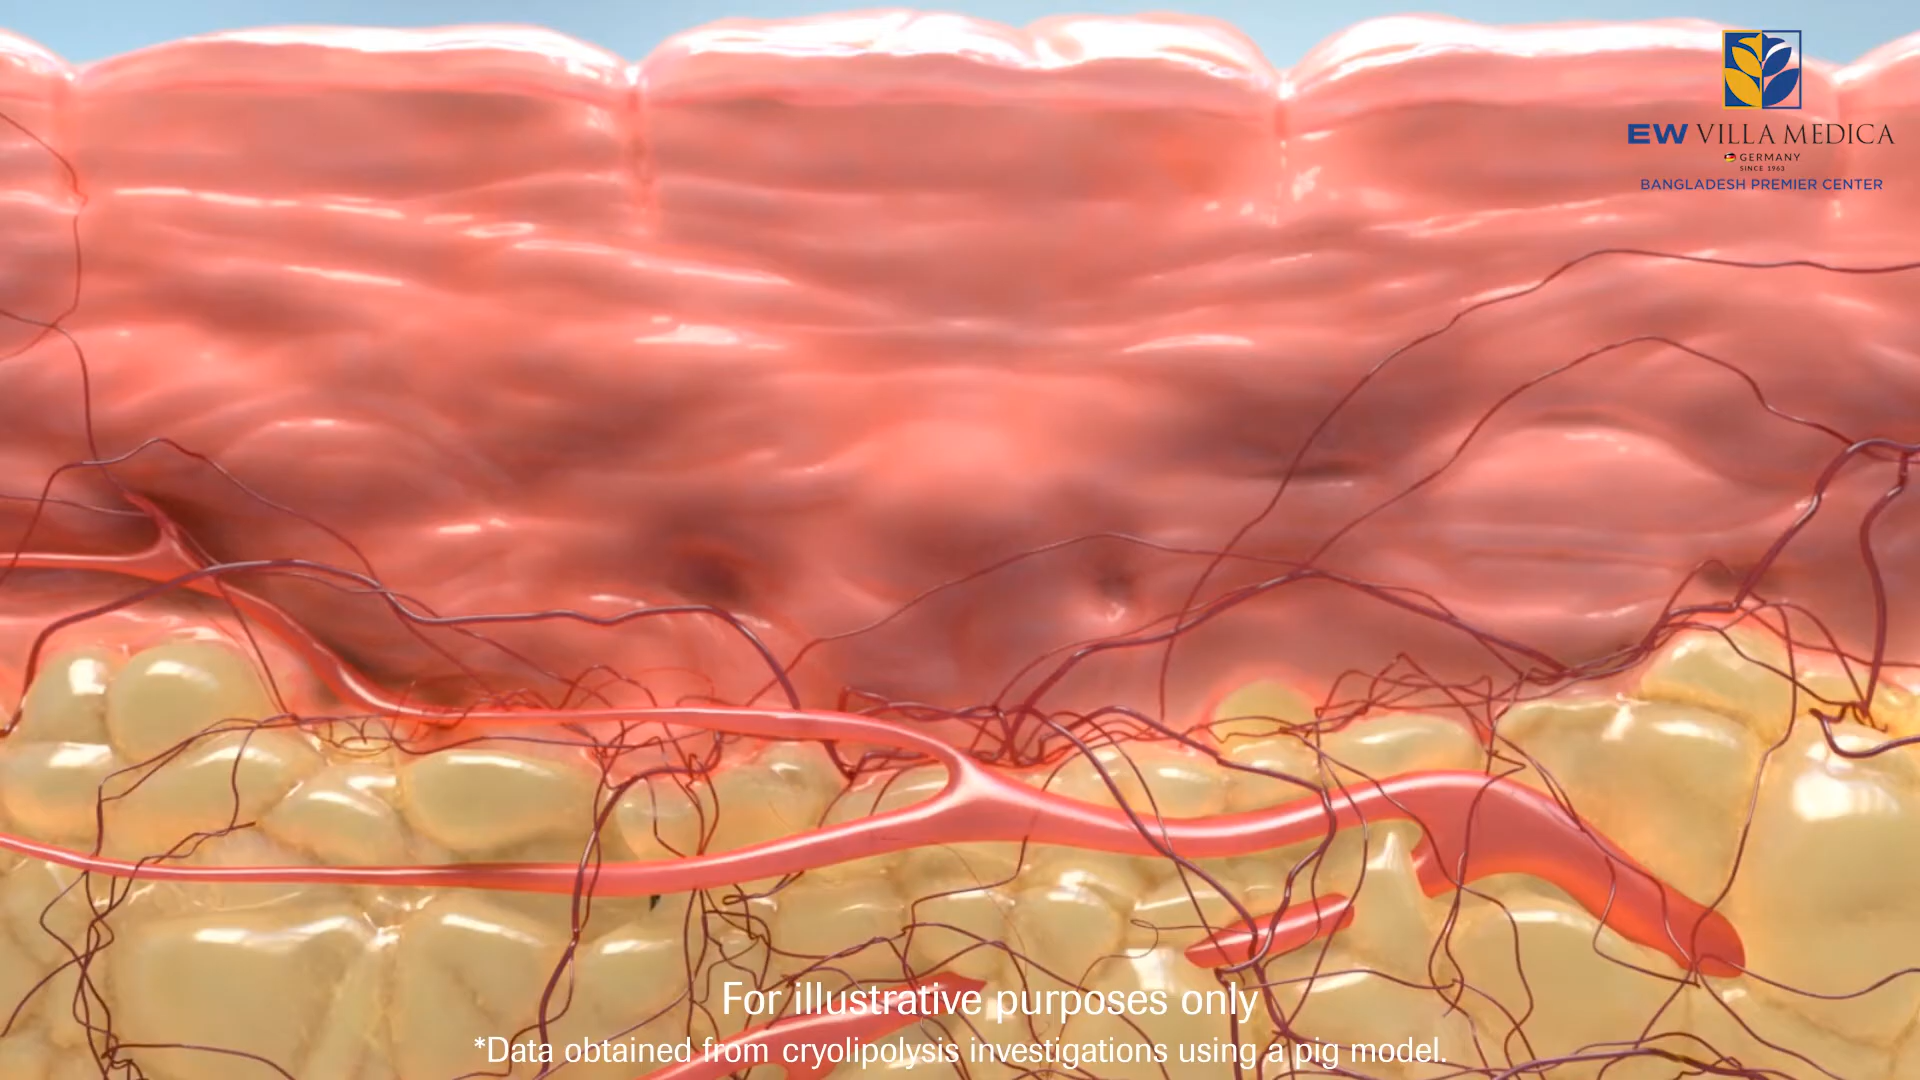 EW VILLA MEDICA
GERMANY
SINCE 1963
BANGLADESH PREMIER CENTER
For illustrative purposes only
*Data obtained from cryolipolysis investigations using a pig model.